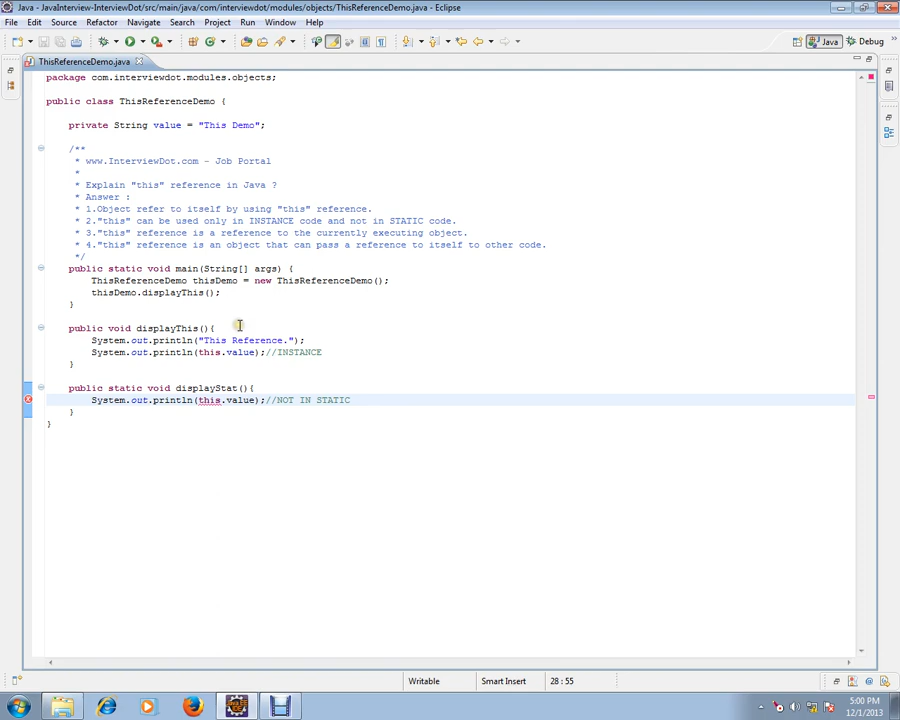 Java - JavaInterview-InterviewDot/src/main/java/com/interviewdot/modules/objects/ThisReferenceDemo.java - Eclipse
File Edit Source Refactor Navigate Search Project Run Window Help
Java Debug
ThisReferenceDemo.java
package com.interviewdot.modules.objects;
public class ThisReferenceDemo {
private String value = "This Demo";
/**
* www.InterviewDot.com - Job Portal
*
* Explain "this" reference in Java ?
* Answer :
* 1.Object refer to itself by using "this" reference.
* 2."this" can be used only in INSTANCE code and not in STATIC code.
* 3."this" reference is a reference to the currently executing object.
* 4."this" reference is an object that can pass a reference to itself to other code.
*/
public static void main(String[] args) {
ThisReferenceDemo thisDemo = new ThisReferenceDemo();
thisDemo.displayThis();
}
public void displayThis(){
System.out.println("This Reference.");
System.out.println(this.value);//INSTANCE
}
public static void displayStat(){
System.out.println(this.value);//NOT IN STATIC
}
}
Writable Smart Insert 28 : 55
5:00 PM
12/1/2013